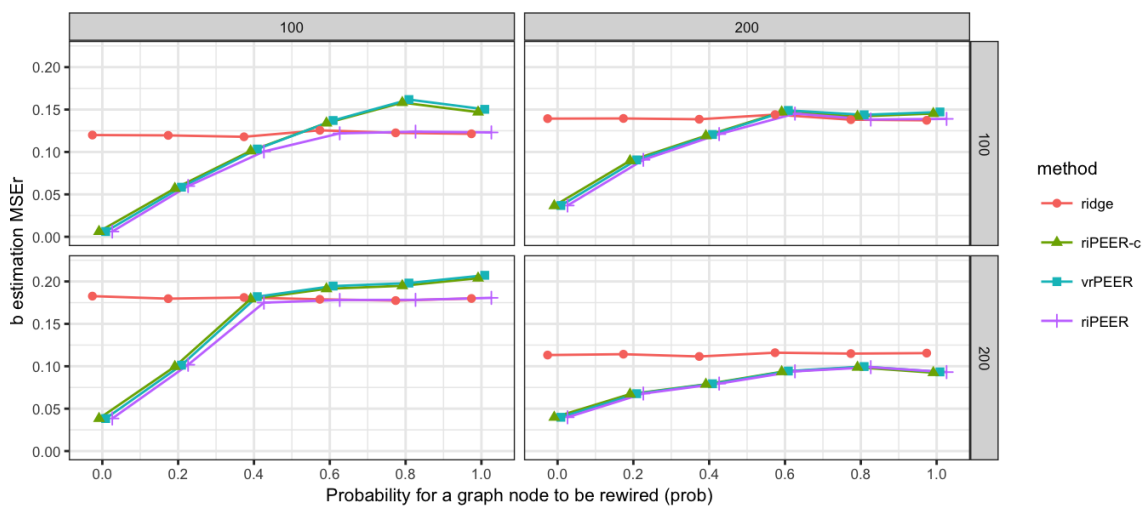 100 200
0.20
0.15
0.10
0.05
0.00
100
0.20
0.15
0.10
0.05
0.00
200
b estimation MSEr
0.0 0.2 0.4 0.6 0.8 1.0 0.0 0.2 0.4 0.6 0.8 1.0
Probability for a graph node to be rewired (prob)
method
ridge
riPEER-c
vrPEER
riPEER